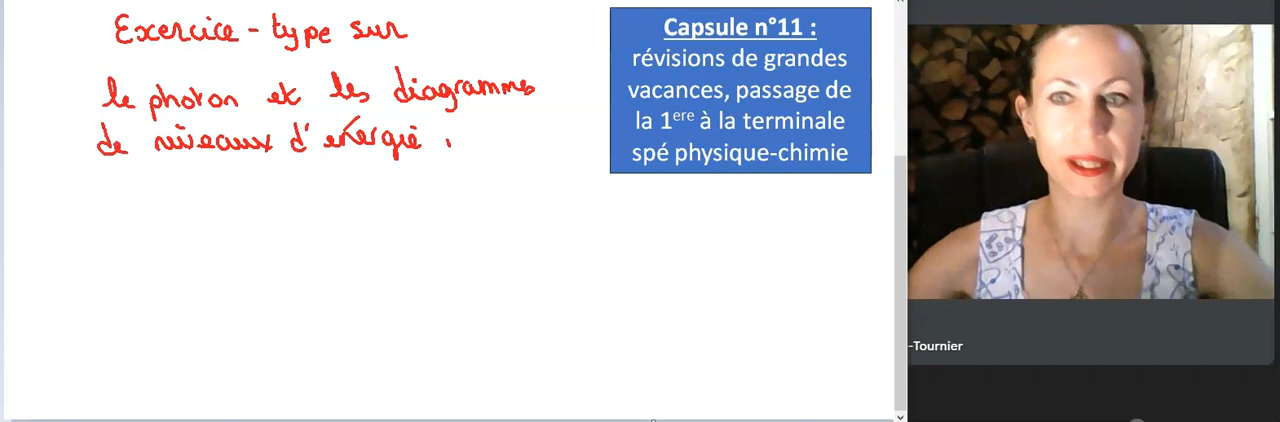 Exercice - type sur
le photon et les diagrammes
de niveaux d'énergie.
Capsule n°11 :
révisions de grandes
vacances, passage de
la 1ere à la terminale
spé physique-chimie
-Tournier